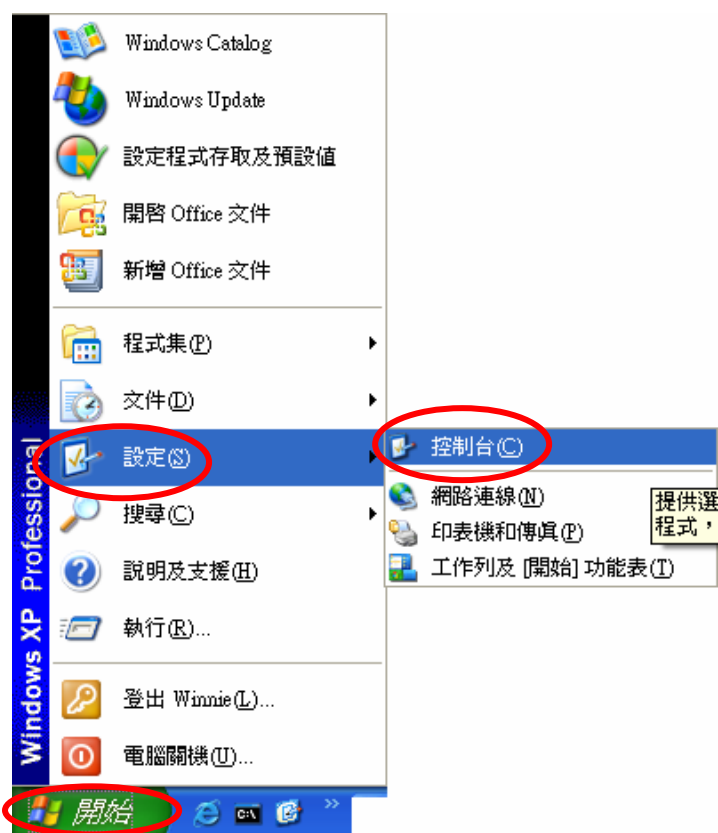 Windows Catalog
Windows Update
設定程式存取及預設值
開啓 Office 文件
新增 Office 文件
程式集(P)
文件(D)
設定(S)
搜尋(C)
說明及支援(H)
執行(R)...
登出 Winnie(L)...
電腦關機(U)...
控制台(C)
網路連線(N)
印表機和傳真(P)
工作列及 [開始] 功能表(T)
提供選
程式，
Windows XP Professional
開始
C:\
»